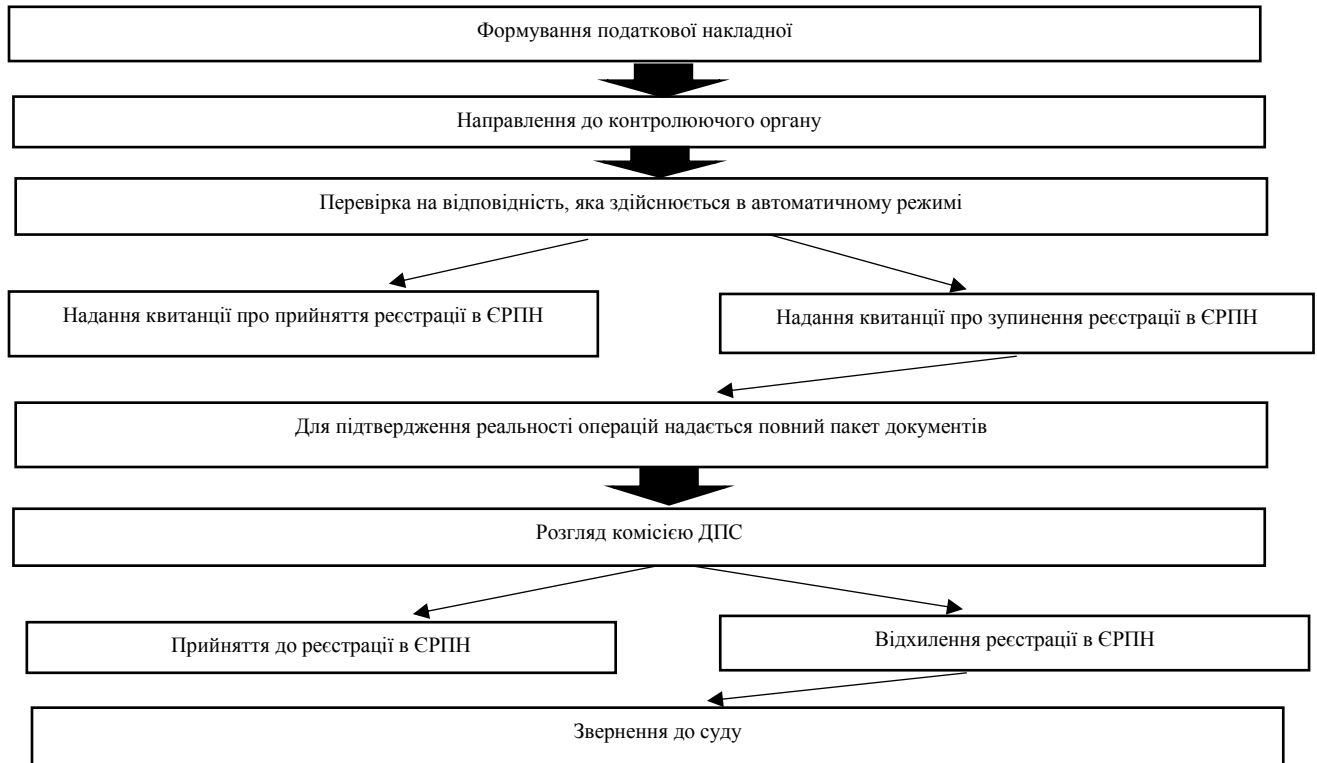 Формування податкової накладної
Направлення до контролюючого органу
Перевірка на відповідність, яка здійснюється в автоматичному режимі
Надання квитанції про прийняття реєстрації в ЄРПН
Надання квитанції про зупинення реєстрації в ЄРПН
Для підтвердження реальності операцій надається повний пакет документів
Розгляд комісією ДПС
Прийняття до реєстрації в ЄРПН
Відхилення реєстрації в ЄРПН
Звернення до суду